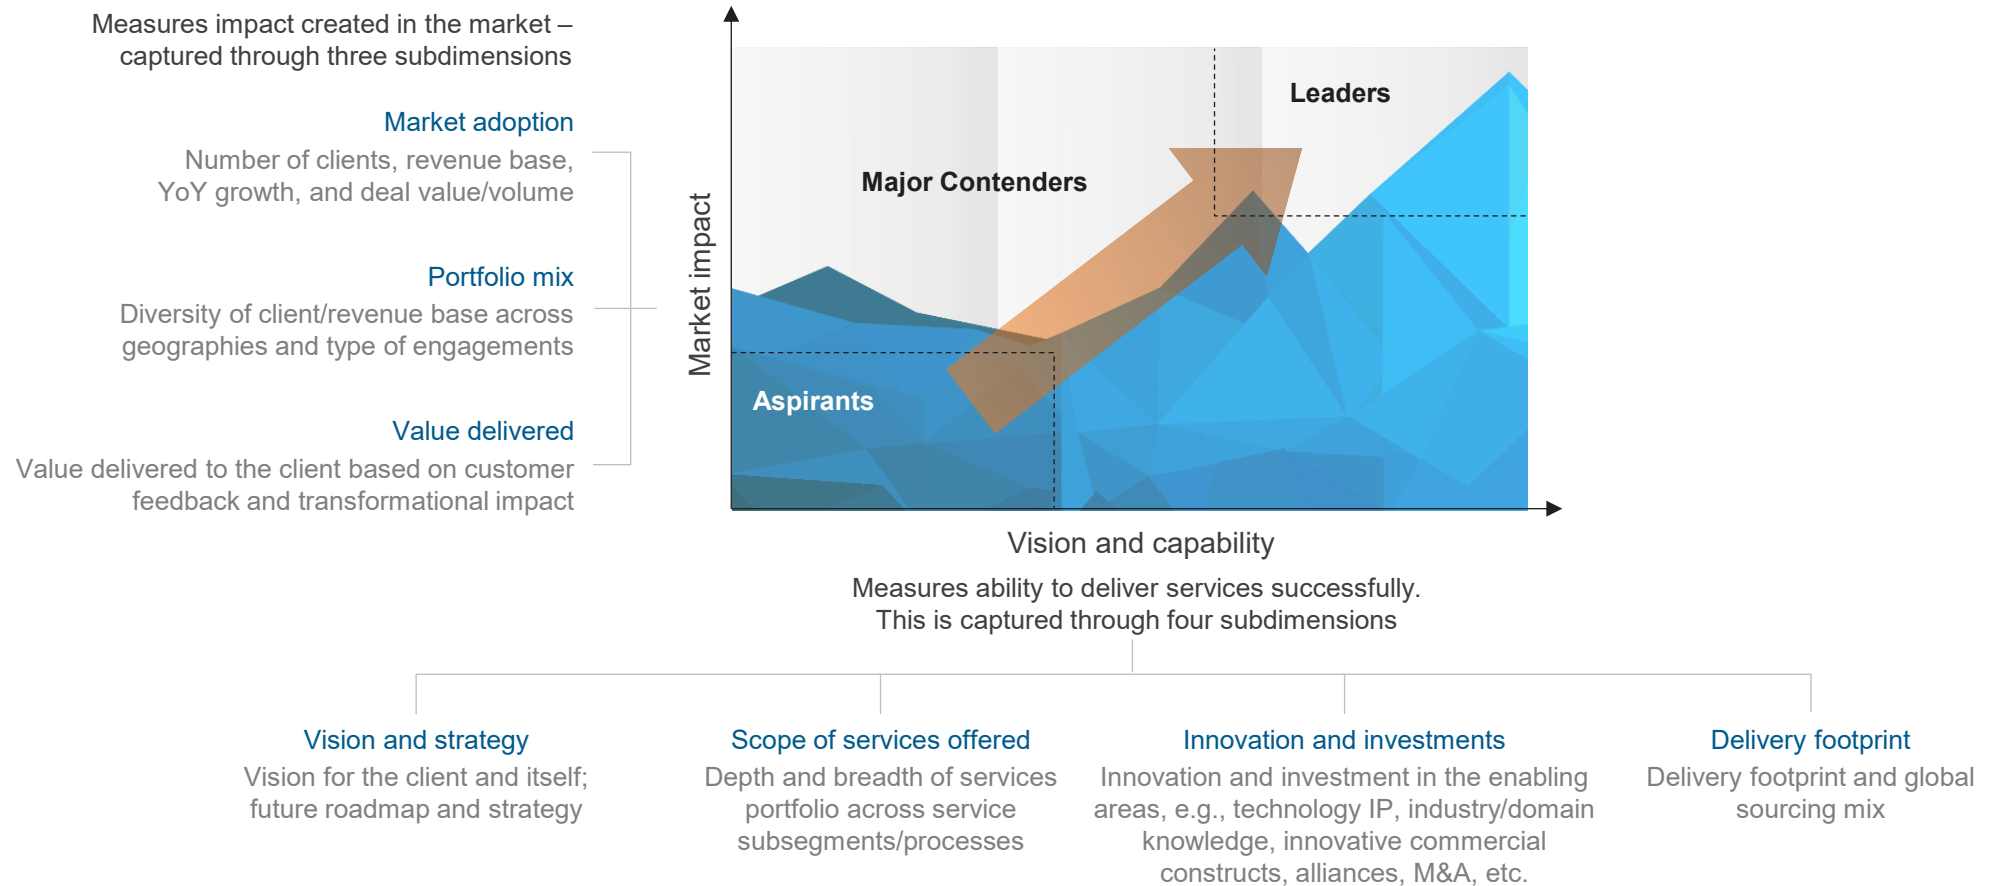 Measures impact created in the market –
captured through three subdimensions
Market adoption
Number of clients, revenue base,
YoY growth, and deal value/volume
Portfolio mix
Diversity of client/revenue base across
geographies and type of engagements
Value delivered
Value delivered to the client based on customer
feedback and transformational impact
Market impact
Leaders
Major Contenders
Aspirants
Vision and capability
Measures ability to deliver services successfully.
This is captured through four subdimensions
Vision and strategy
Vision for the client and itself;
future roadmap and strategy
Scope of services offered
Depth and breadth of services
portfolio across service
subsegments/processes
Innovation and investments
Innovation and investment in the enabling
areas, e.g., technology IP, industry/domain
knowledge, innovative commercial
constructs, alliances, M&A, etc.
Delivery footprint
Delivery footprint and global
sourcing mix